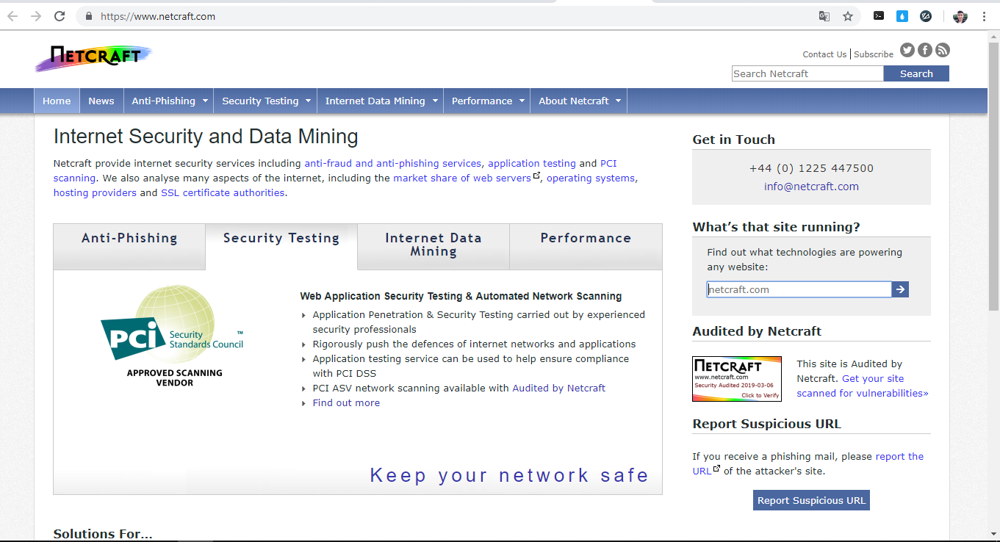 https://www.netcraft.com
NETCRAFT
Contact Us | Subscribe
Search Netcraft
Search
Home
News
Anti-Phishing
Security Testing
Internet Data Mining
Performance
About Netcraft
Internet Security and Data Mining
Netcraft provide internet security services including anti-fraud and anti-phishing services, application testing and PCI
scanning. We also analyse many aspects of the internet, including the market share of web servers, operating systems,
hosting providers and SSL certificate authorities.
Anti-Phishing
Security Testing
Internet Data
Mining
Performance
PCI
Security
Standards Council
™
APPROVED SCANNING
VENDOR
Web Application Security Testing & Automated Network Scanning
Application Penetration & Security Testing carried out by experienced
security professionals
Rigorously push the defences of internet networks and applications
Application testing service can be used to help ensure compliance
with PCI DSS
PCI ASV network scanning available with Audited by Netcraft
Find out more
Keep your network safe
Solutions For...
Get in Touch
+44 (0) 1225 447500
info@netcraft.com
What’s that site running?
Find out what technologies are powering
any website:
netcraft.com
Audited by Netcraft
NETCRAFT
www.netcraft.com
Security Audited 2019-03-06
Click to Verify
This site is Audited by
Netcraft. Get your site
scanned for vulnerabilities»
Report Suspicious URL
If you receive a phishing mail, please report the
URL of the attacker's site.
Report Suspicious URL